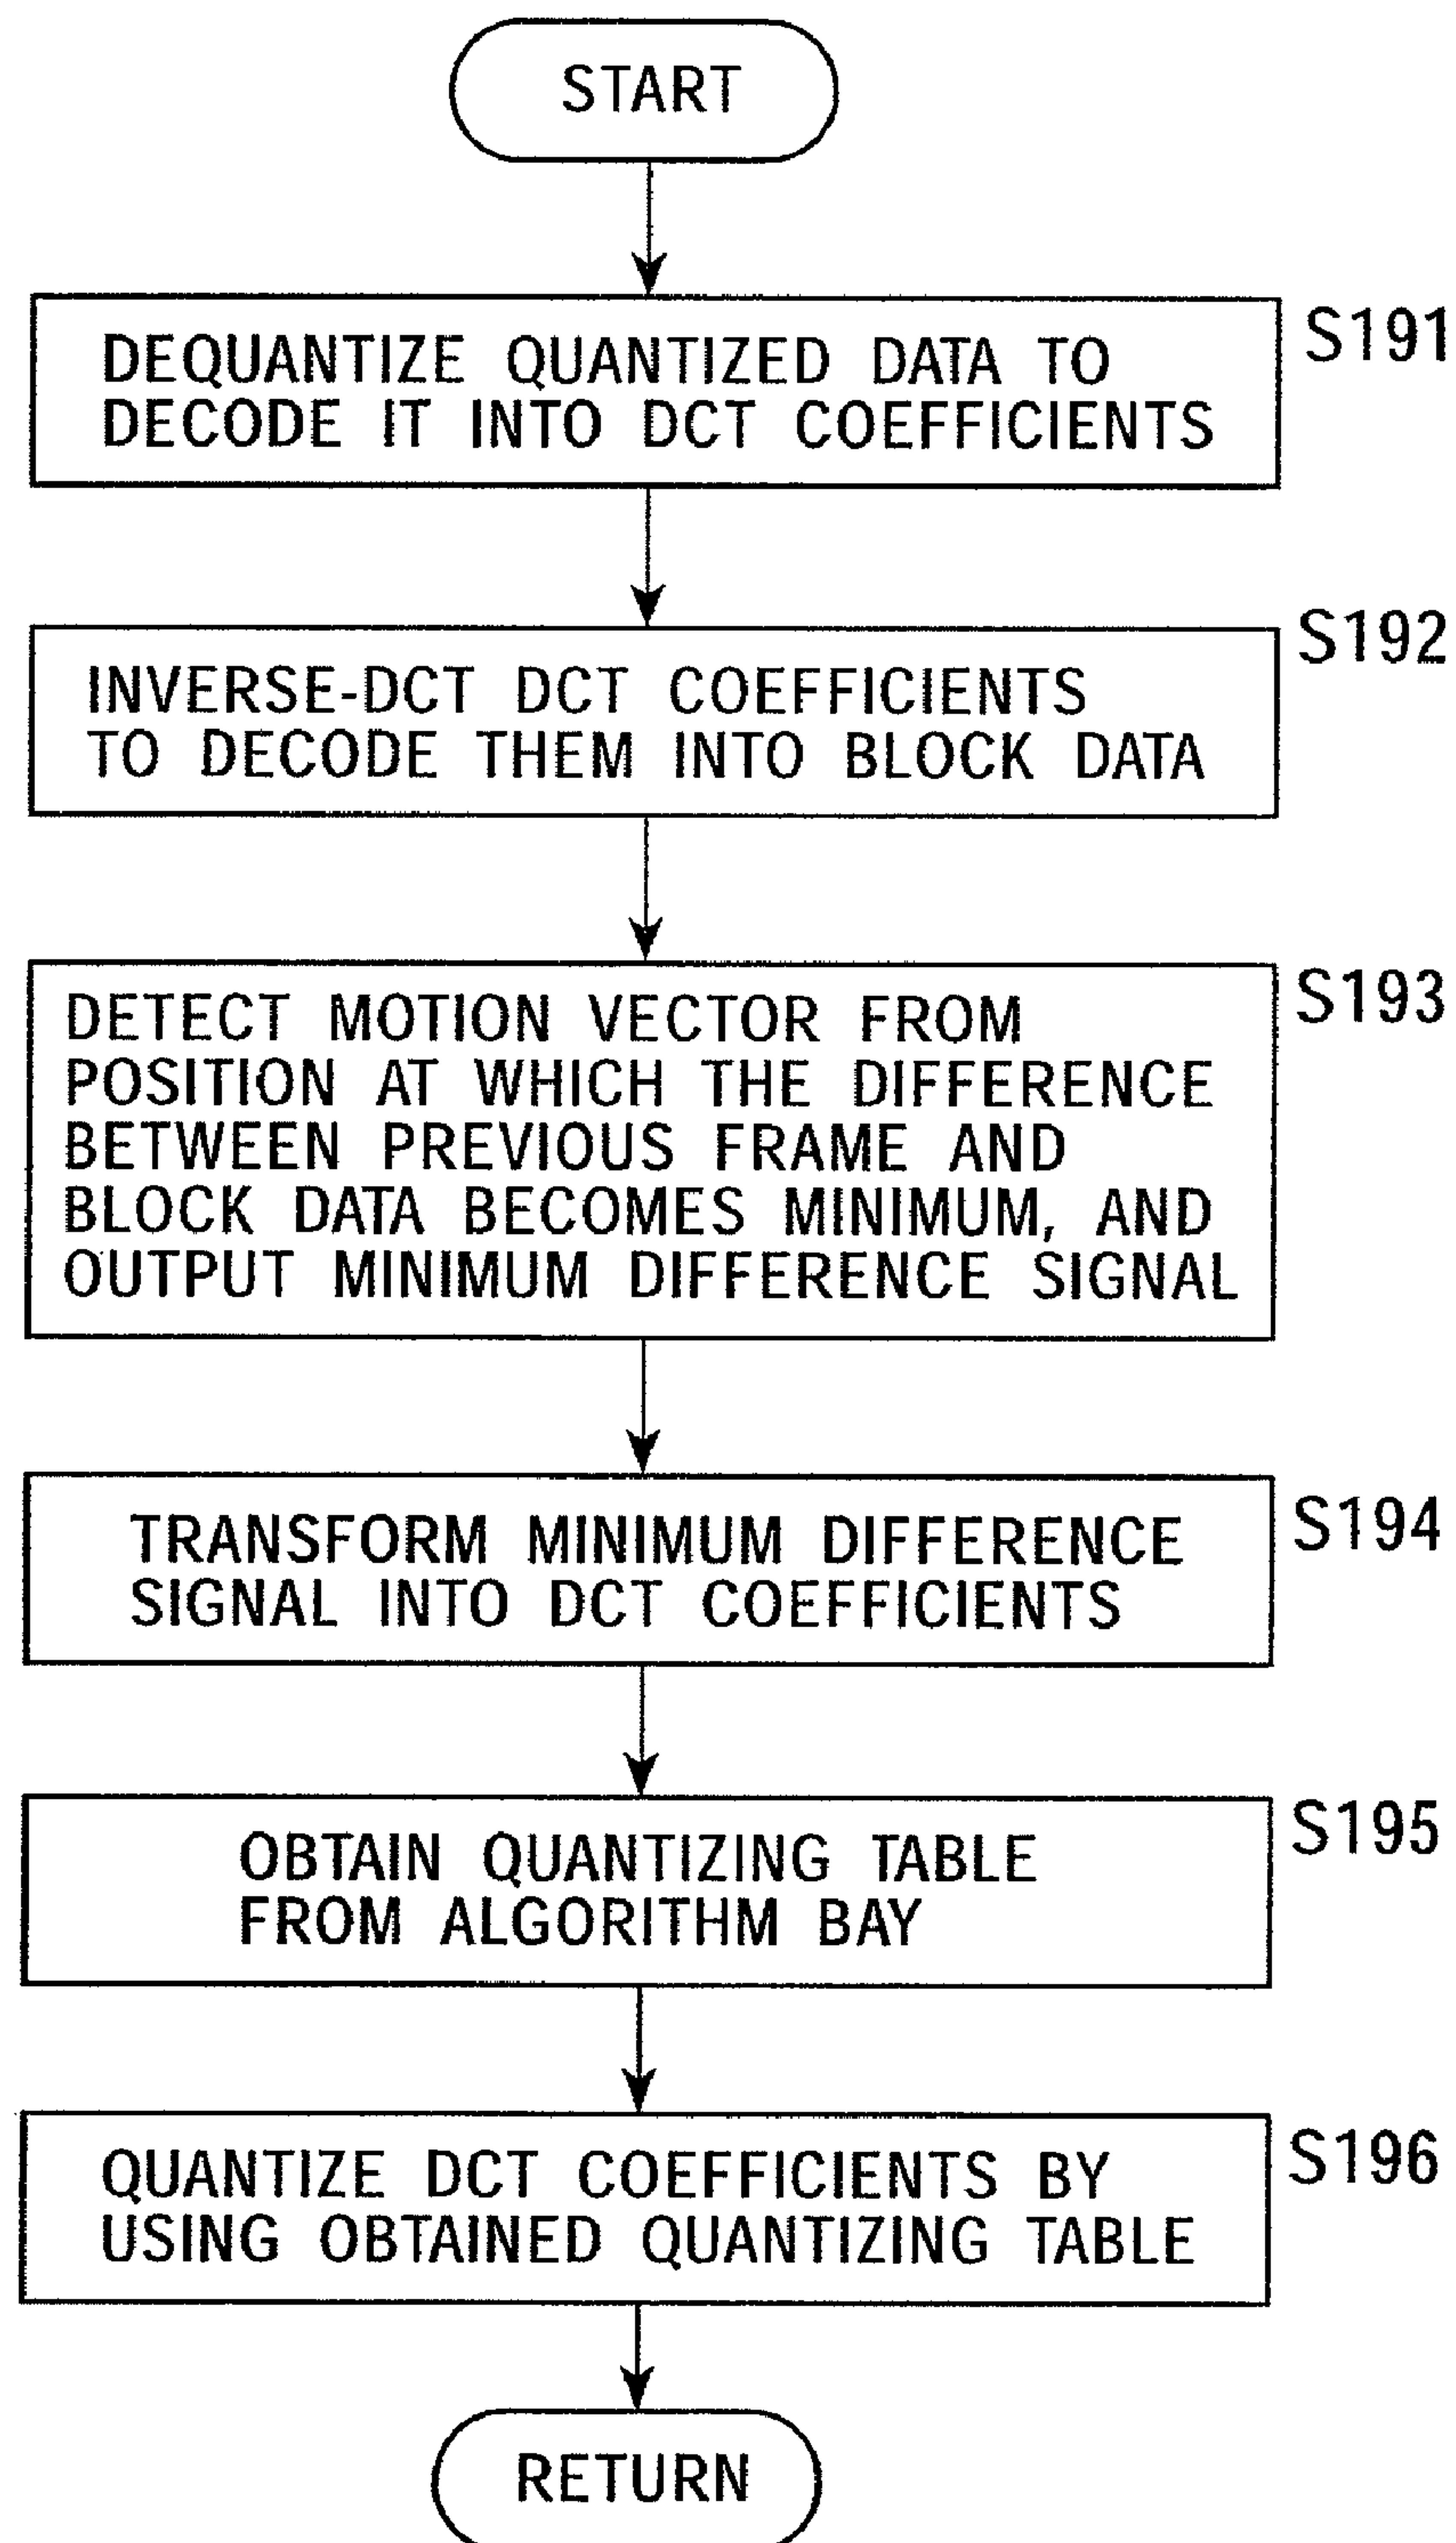 START
S191
DEQUANTIZE QUANTIZED DATA TO
DECODE IT INTO DCT COEFFICIENTS
S192
INVERSE-DCT DCT COEFFICIENTS
TO DECODE THEM INTO BLOCK DATA
S193
DETECT MOTION VECTOR FROM
POSITION AT WHICH THE DIFFERENCE
BETWEEN PREVIOUS FRAME AND
BLOCK DATA BECOMES MINIMUM, AND
OUTPUT MINIMUM DIFFERENCE SIGNAL
S194
TRANSFORM MINIMUM DIFFERENCE
SIGNAL INTO DCT COEFFICIENTS
S195
OBTAIN QUANTIZING TABLE
FROM ALGORITHM BAY
S196
QUANTIZE DCT COEFFICIENTS BY
USING OBTAINED QUANTIZING TABLE
RETURN